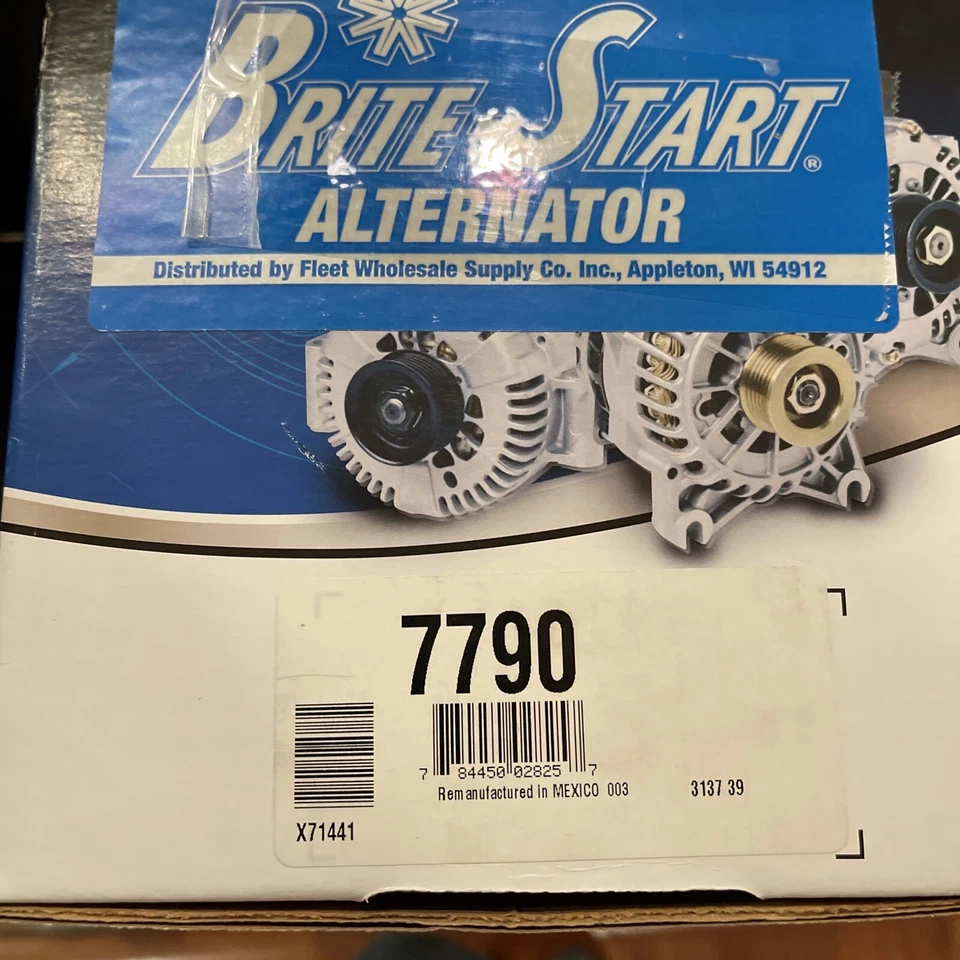 BRITE START®
ALTERNATOR
Distributed by Fleet Wholesale Supply Co. Inc., Appleton, WI 54912
7790
7 84450 02825 7
Remanufactured in MEXICO 003
3137 39
X71441